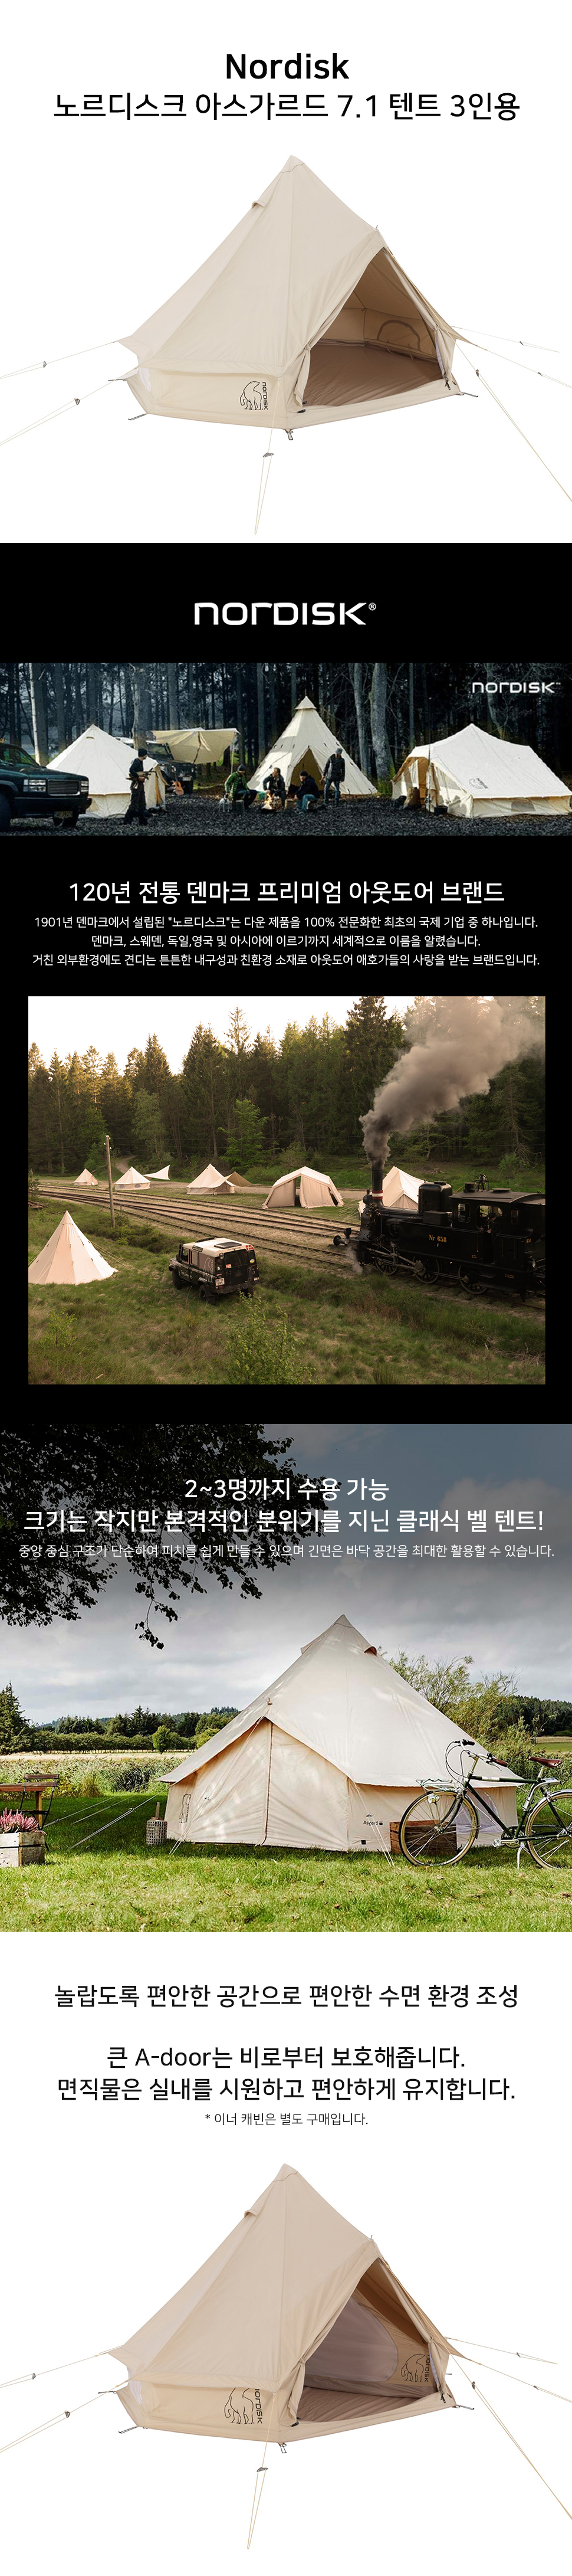 Nordisk
노르디스크 아스가르드 7.1 텐트 3인용
NORDISK
NORDISK®
NORDISK
120년 전통 덴마크 프리미엄 아웃도어 브랜드
1901년 덴마크에서 설립된 "노르디스크"는 다운 제품을 100% 전문화한 최초의 국제 기업 중 하나입니다.
덴마크, 스웨덴, 독일,영국 및 아시아에 이르기까지 세계적으로 이름을 알렸습니다.
거친 외부환경에도 견디는 튼튼한 내구성과 친환경 소재로 아웃도어 애호가들의 사랑을 받는 브랜드입니다.
Nr 658
2~3명까지 수용 가능
크기는 작지만 본격적인 분위기를 지닌 클래식 벨 텐트!
중앙 중심 구조가 단순하여 피치를 쉽게 만들 수 있으며 긴면은 바닥 공간을 최대한 활용할 수 있습니다.
놀랍도록 편안한 공간으로 편안한 수면 환경 조성
큰 A-door는 비로부터 보호해줍니다.
면직물은 실내를 시원하고 편안하게 유지합니다.
* 이너 캐빈은 별도 구매입니다.
NORDISK
NORDISK